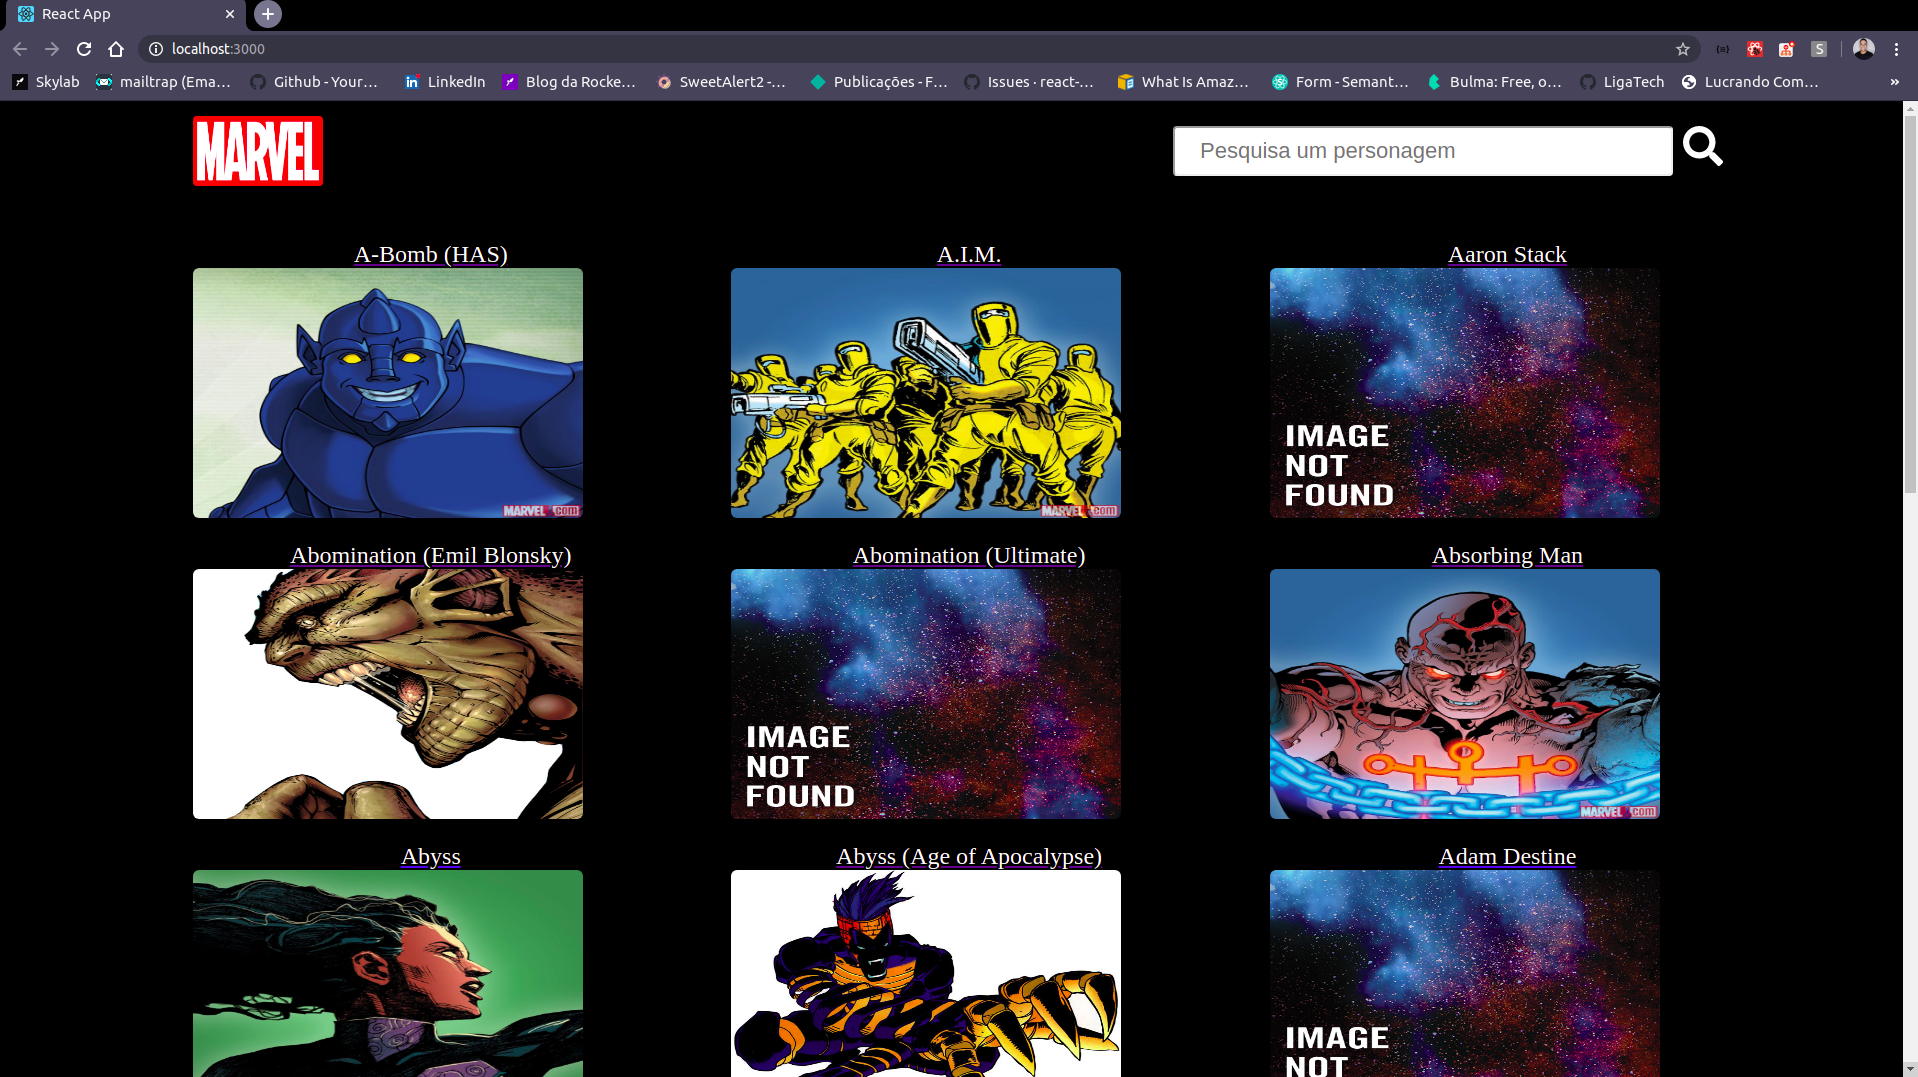 React App
localhost:3000
Skylab
mailtrap (Ema...
Github - Your...
LinkedIn
Blog da Rocke...
SweetAlert2 -...
Publicações - F...
Issues · react-...
What Is Amaz...
Form - Semant...
Bulma: Free, o...
LigaTech
Lucrando Com...
MARVEL
Pesquisa um personagem
A-Bomb (HAS)
A.I.M.
Aaron Stack
MARVEL.com
MARVEL.com
IMAGE
NOT
FOUND
Abomination (Emil Blonsky)
Abomination (Ultimate)
Absorbing Man
IMAGE
NOT
FOUND
MARVEL.com
Abyss
Abyss (Age of Apocalypse)
Adam Destine
IMAGE
NOT